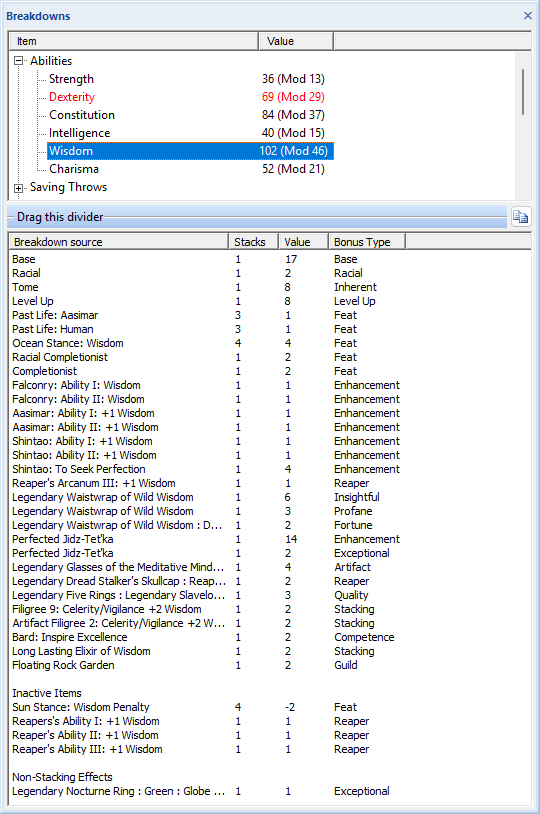 Breakdowns
Item Value
Abilities
Strength 36 (Mod 13)
Dexterity 69 (Mod 29)
Constitution 84 (Mod 37)
Intelligence 40 (Mod 15)
Wisdom 102 (Mod 46)
Charisma 52 (Mod 21)
Saving Throws
Drag this divider
Breakdown source Stacks Value Bonus Type
Base 1 17 Base
Racial 1 2 Racial
Tome 1 8 Inherent
Level Up 1 8 Level Up
Past Life: Aasimar 3 1 Feat
Past Life: Human 3 1 Feat
Ocean Stance: Wisdom 4 4 Feat
Racial Completionist 1 2 Feat
Completionist 1 2 Feat
Falconry: Ability I: Wisdom 1 1 Enhancement
Falconry: Ability II: Wisdom 1 1 Enhancement
Aasimar: Ability I: +1 Wisdom 1 1 Enhancement
Aasimar: Ability II: +1 Wisdom 1 1 Enhancement
Shintao: Ability I: +1 Wisdom 1 1 Enhancement
Shintao: Ability II: +1 Wisdom 1 1 Enhancement
Shintao: To Seek Perfection 1 4 Enhancement
Reaper's Arcanum III: +1 Wisdom 1 1 Reaper
Legendary Waistwrap of Wild Wisdom 1 6 Insightful
Legendary Waistwrap of Wild Wisdom 1 3 Profane
Legendary Waistwrap of Wild Wisdom : D... 1 2 Fortune
Perfected Jidz-Tet'ka 1 14 Enhancement
Perfected Jidz-Tet'ka 1 2 Exceptional
Legendary Glasses of the Meditative Mind... 1 4 Artifact
Legendary Dread Stalker's Skullcap : Reap... 1 2 Reaper
Legendary Five Rings : Legendary Slavelo... 1 3 Quality
Filigree 9: Celerity/Vigilance +2 Wisdom 1 2 Stacking
Artifact Filigree 2: Celerity/Vigilance +2 W... 1 2 Stacking
Bard: Inspire Excellence 1 2 Competence
Long Lasting Elixir of Wisdom 1 2 Stacking
Floating Rock Garden 1 2 Guild
Inactive Items
Sun Stance: Wisdom Penalty 4 -2 Feat
Reapers's Ability I: +1 Wisdom 1 1 Reaper
Reaper's Ability II: +1 Wisdom 1 1 Reaper
Reaper's Ability III: +1 Wisdom 1 1 Reaper
Non-Stacking Effects
Legendary Nocturne Ring : Green : Globe ... 1 1 Exceptional